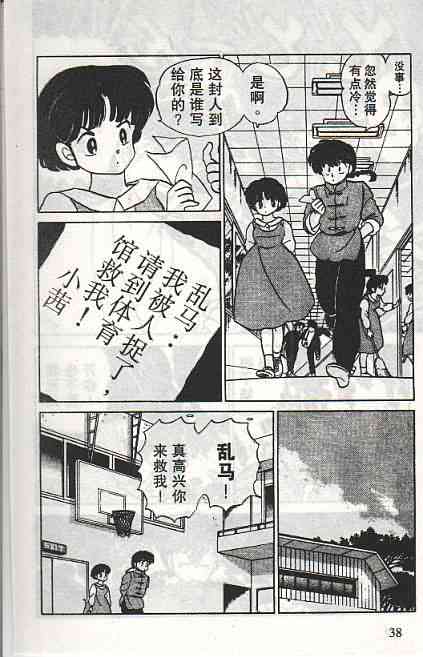 没事…
忽然觉得
有点冷…
是啊。
这封人到
底是谁写
给你的？
乱马：
我被人捉了，
请到体育
馆救我！
小茜
乱马！
真高兴你
来救我！
38